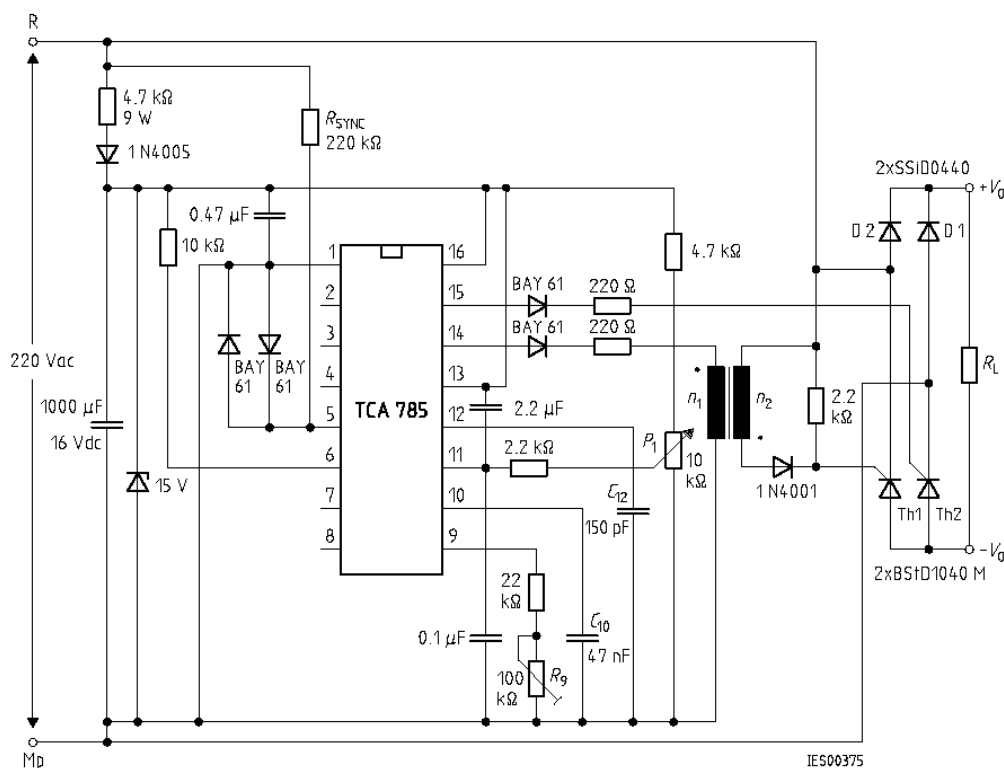 R
4.7 kΩ
9 W
RSYNC
220 kΩ
1N4005
2xSSiD0440
+V0
0.47 µF
10 kΩ
D2
D1
1
16
4.7 kΩ
2
15
BAY 61
220 Ω
3
14
BAY 61
220 Ω
220 Vac
BAY
61
BAY
61
4
13
RL
1000 µF
16 Vdc
TCA 785
2.2 µF
n1
n2
2.2
kΩ
5
12
2.2 kΩ
P1
10
kΩ
6
11
15 V
1N4001
7
10
C12
150 pF
Th1
Th2
8
9
-V0
2xBStD1040 M
22
kΩ
0.1 µF
C10
47 nF
100
kΩ
R9
MD
IES00375